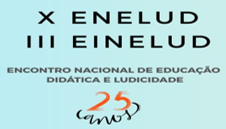 X ENELUD
III EINELUD
ENCONTRO NACIONAL DE EDUCAÇÃO
DIDÁTICA E LUDICIDADE
25
anos